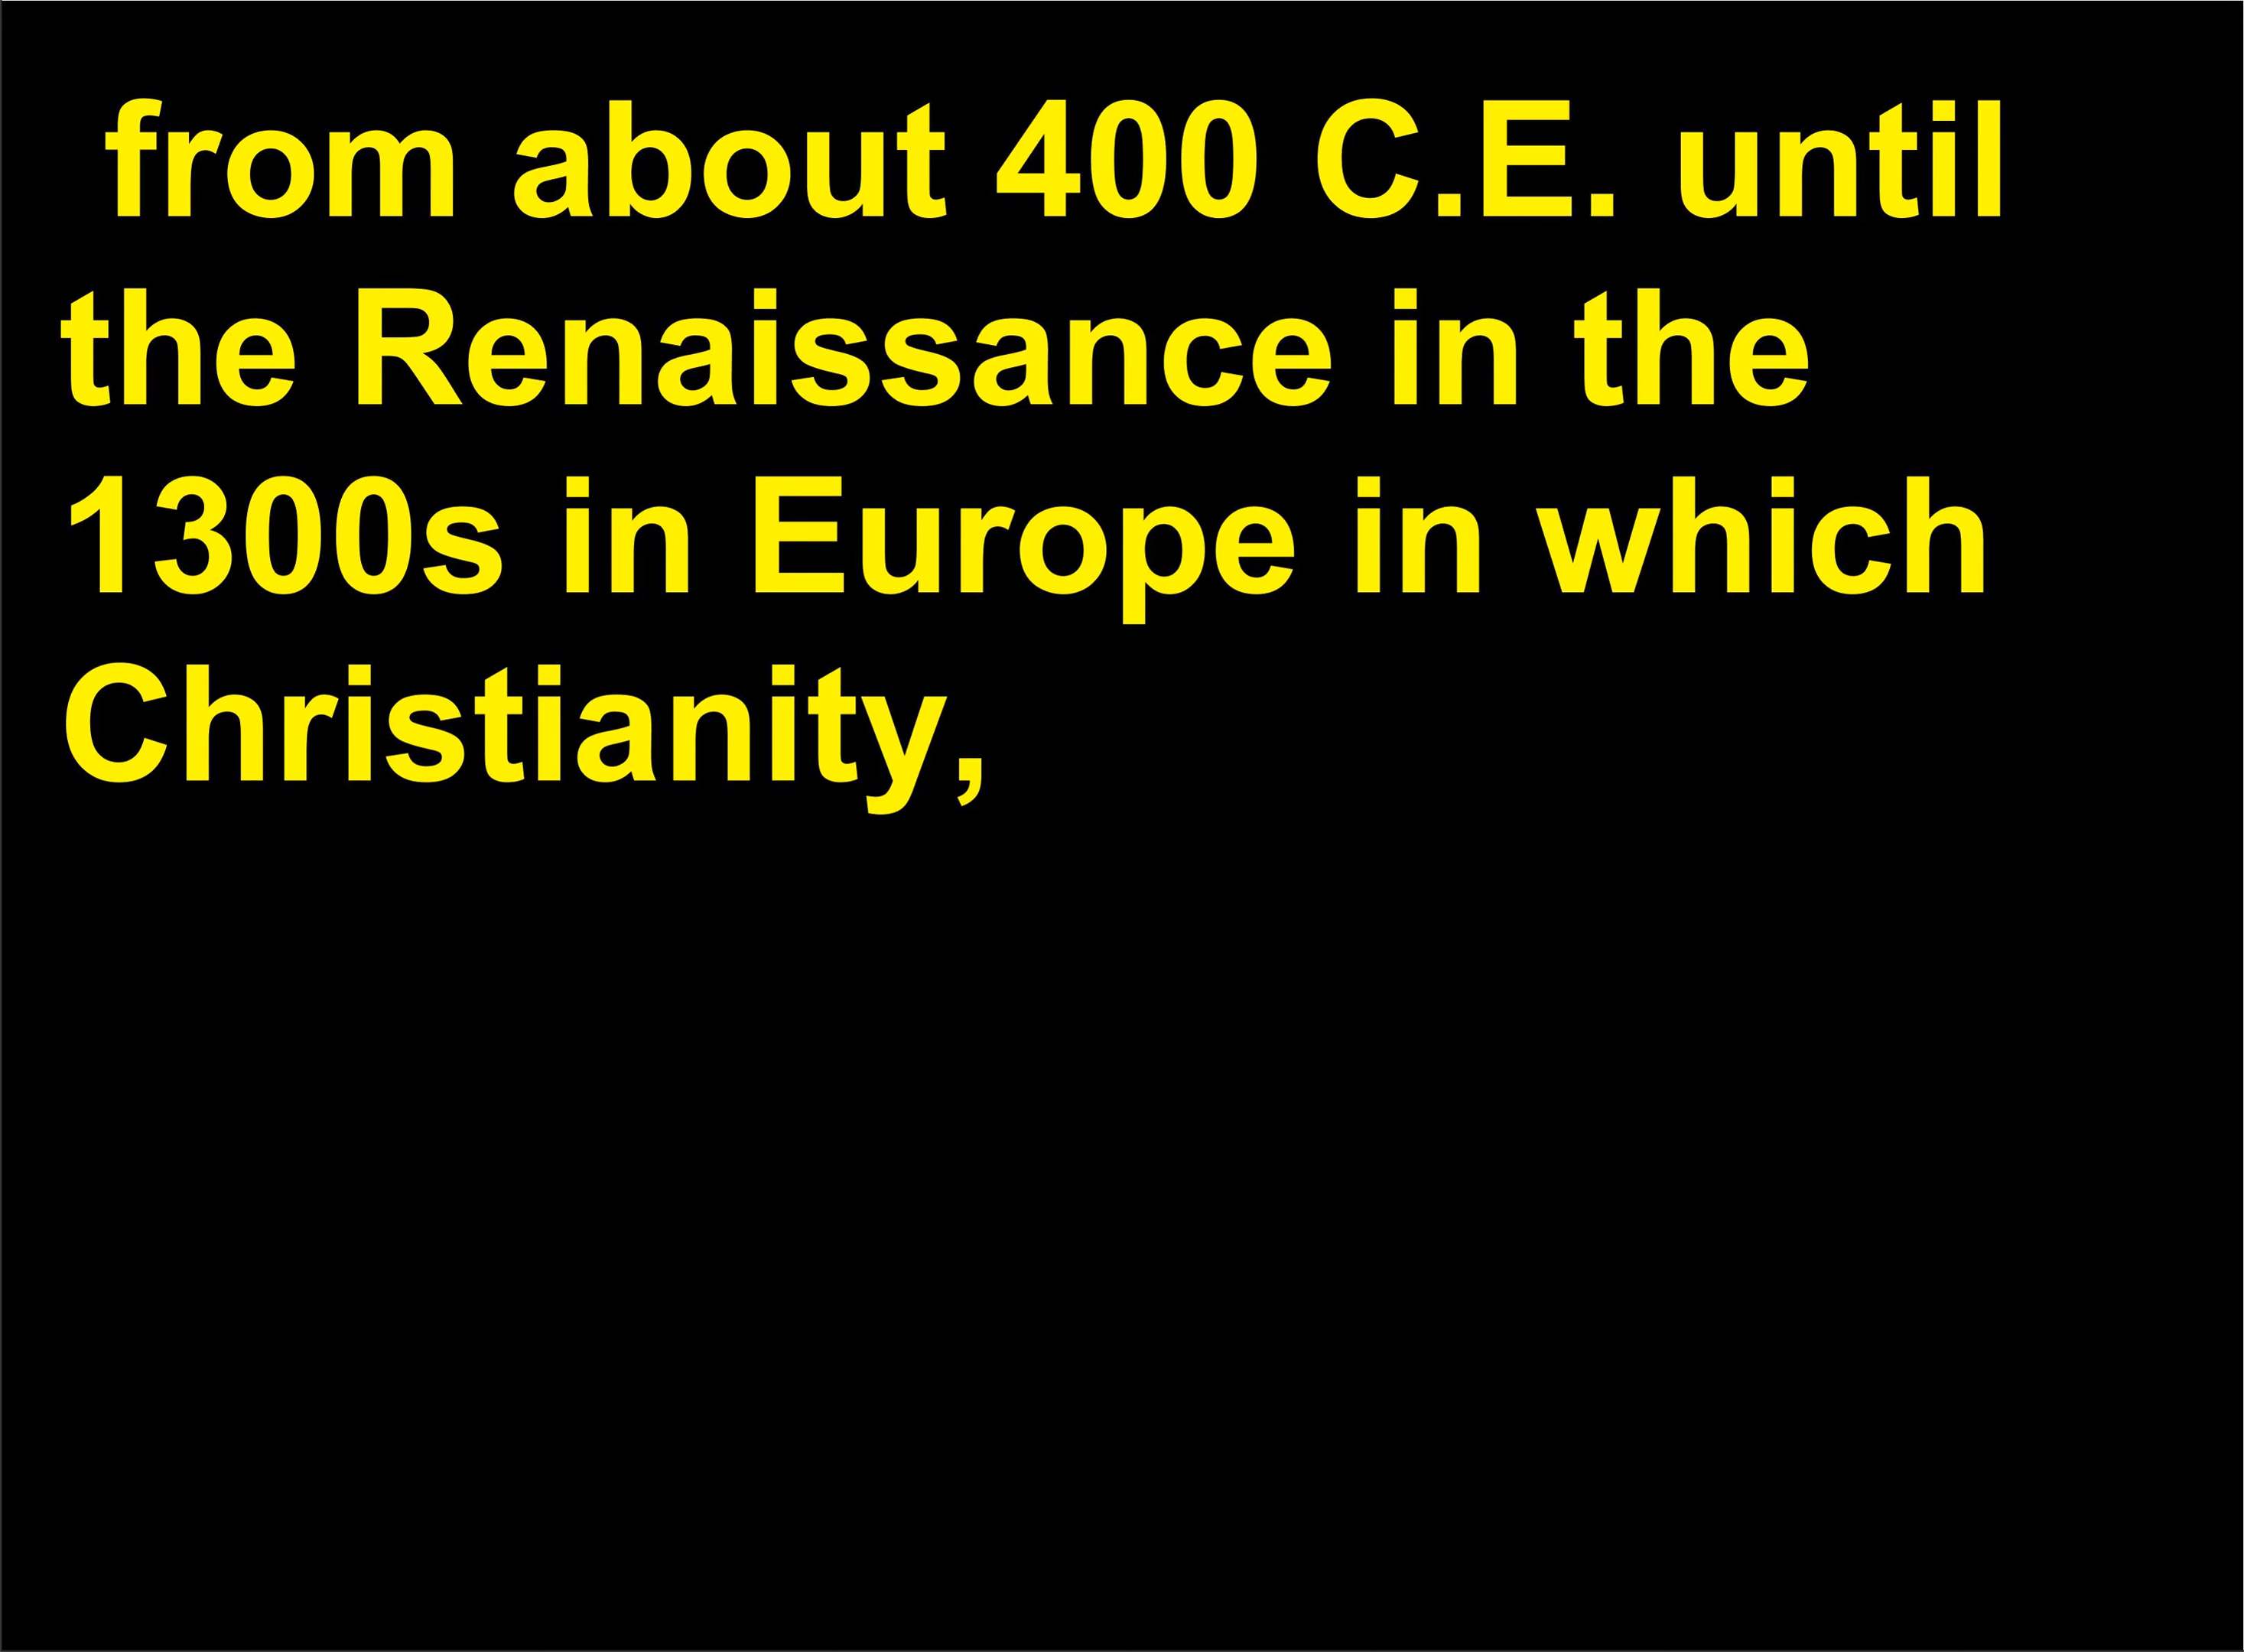 from about 400 C.E. until
the Renaissance in the
1300s in Europe in which
Christianity,